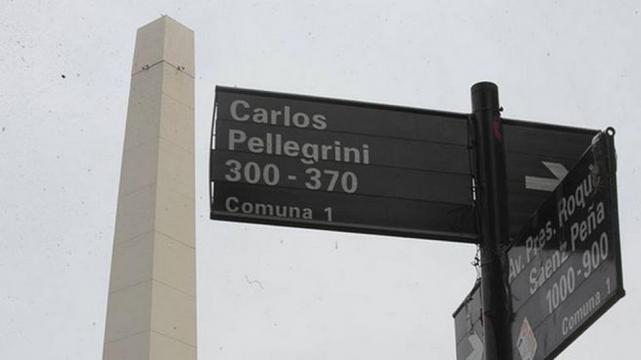 Carlos
Pellegrini
300 - 370
Comuna 1
Av. Pres. Roque
Saenz Peña
1000 - 900
Comuna 1